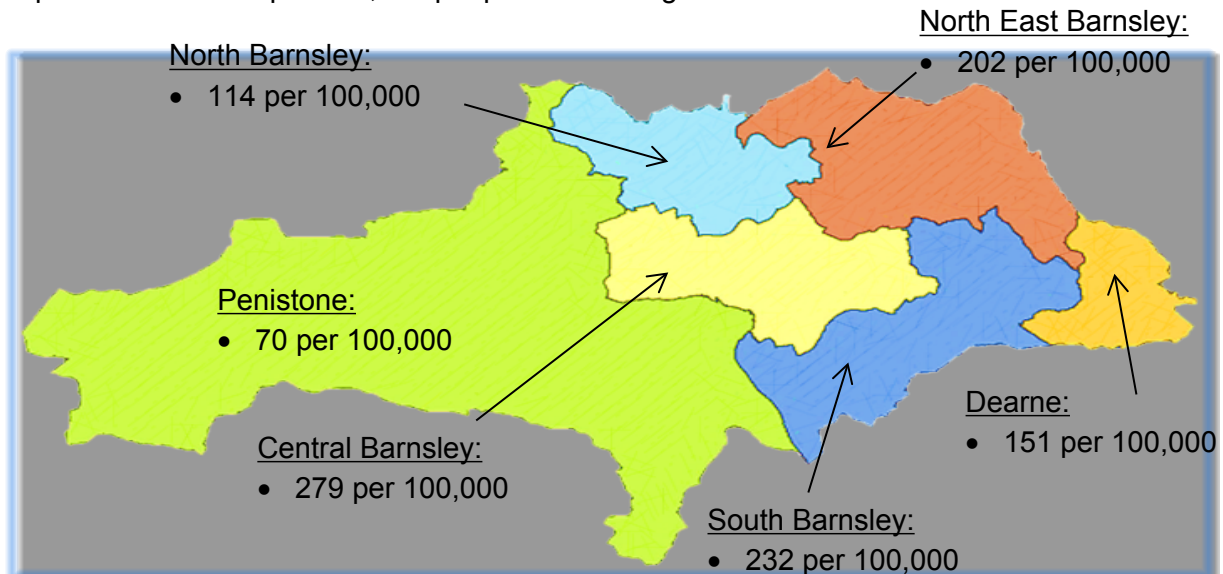 North East Barnsley:
• 202 per 100,000
North Barnsley:
• 114 per 100,000
Penistone:
• 70 per 100,000
Dearne:
• 151 per 100,000
Central Barnsley:
• 279 per 100,000
South Barnsley:
• 232 per 100,000